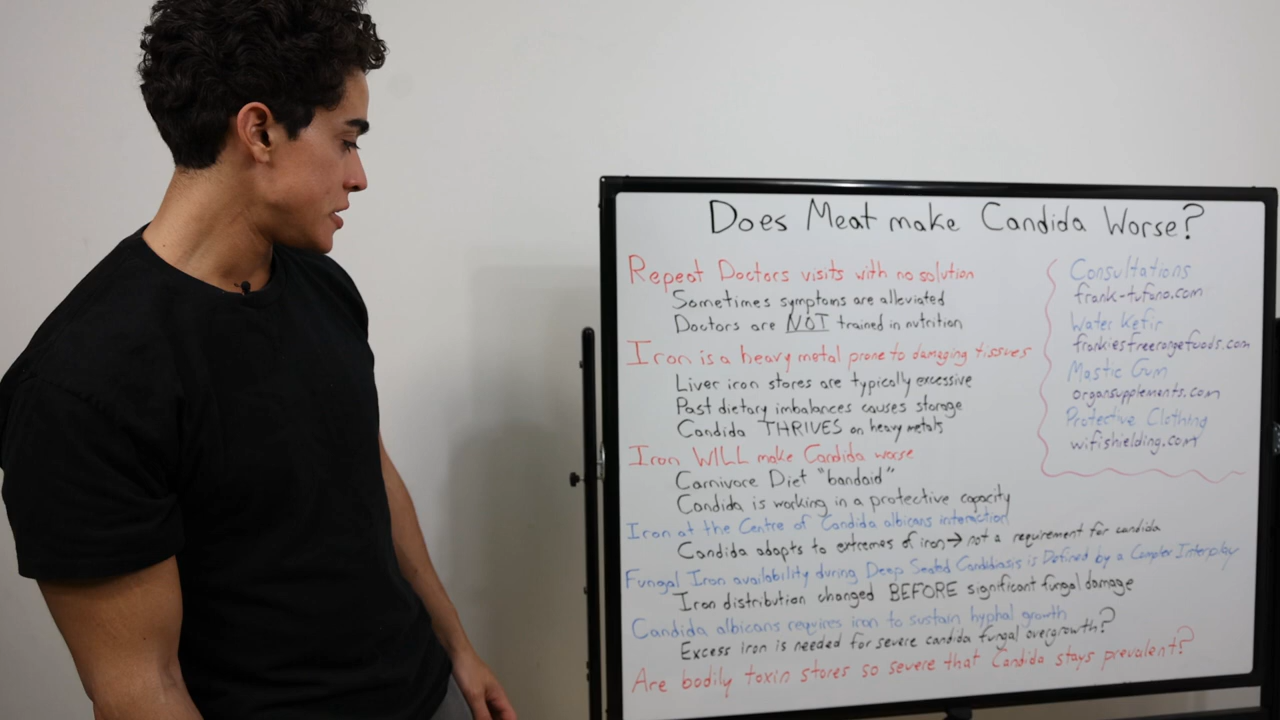 Does Meat make Candida Worse?
Repeat Doctors visits with no solution
Sometimes symptoms are alleviated
Doctors are NOT trained in nutrition
Iron is a heavy metal prone to damaging tissues
Liver iron stores are typically excessive
Past dietary imbalances causes storage
Candida THRIVES on heavy metals
Iron WILL make Candida worse
Carnivore Diet "bandaid"
Candida is working in a protective capacity
Iron at the Centre of Candida albicans interaction
Candida adapts to extremes of iron→ not a requirement for candida
Fungal Iron availability during Deep Seated Candidiasis is Defined by a Complex Interplay
Iron distribution changed BEFORE significant fungal damage
Candida albicans requires iron to sustain hyphal growth
Excess iron is needed for severe candida fungal overgrowth?
Are bodily toxin stores so severe that Candida stays prevalent?
Consultations
frank-tufano.com
Water Kefir
frankiesfreerangefoods.com
Mastic Gum
organsupplements.com
Protective Clothing
wifishielding.com